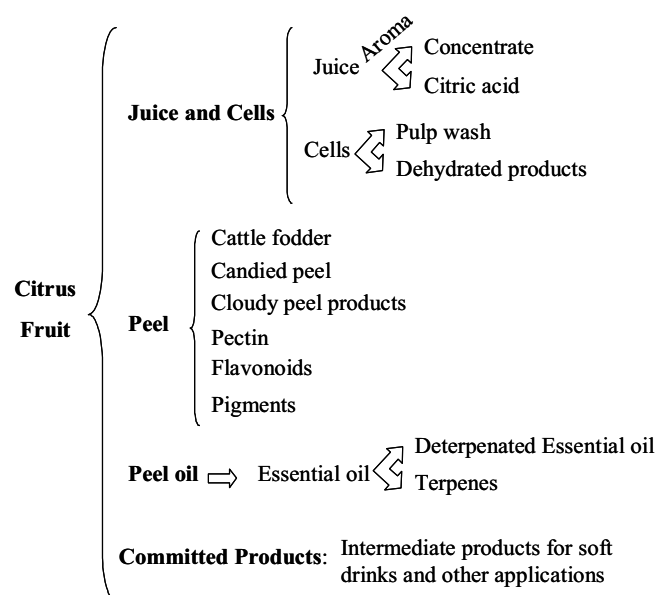 Citrus
Fruit
Juice and Cells
Juice
Aroma
Concentrate
Citric acid
Cells
Pulp wash
Dehydrated products
Peel
Cattle fodder
Candied peel
Cloudy peel products
Pectin
Flavonoids
Pigments
Peel oil
Essential oil
Deterpenated Essential oil
Terpenes
Committed Products: Intermediate products for soft
drinks and other applications